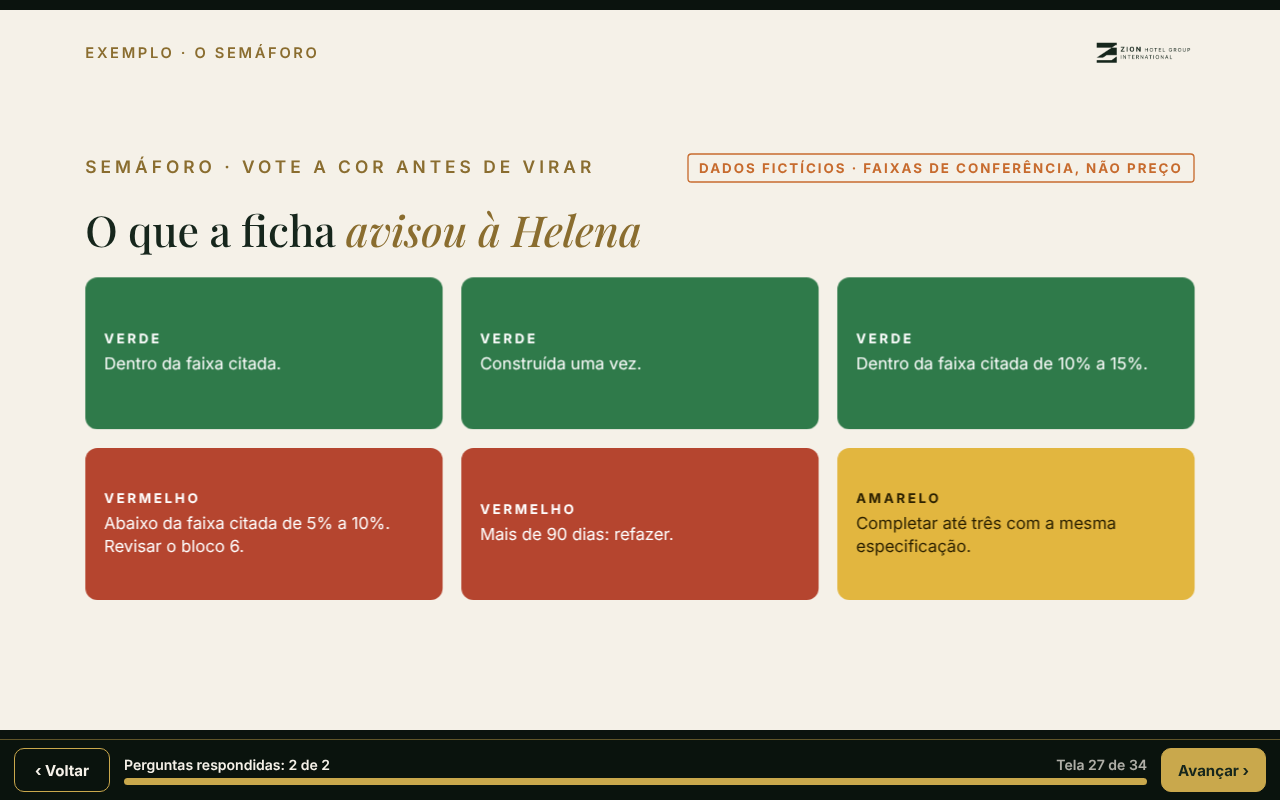 EXEMPLO · O SEMÁFORO
ZION HOTEL GROUP
INTERNATIONAL
SEMÁFORO · VOTE A COR ANTES DE VIRAR
DADOS FICTÍCIOS · FAIXAS DE CONFERÊNCIA, NÃO PREÇO
O que a ficha avisou à Helena
VERDE
Dentro da faixa citada.
VERDE
Construída uma vez.
VERDE
Dentro da faixa citada de 10% a 15%.
VERMELHO
Abaixo da faixa citada de 5% a 10%.
Revisar o bloco 6.
VERMELHO
Mais de 90 dias: refazer.
AMARELO
Completar até três com a mesma
especificação.
‹ Voltar
Perguntas respondidas: 2 de 2
Tela 27 de 34
Avançar ›